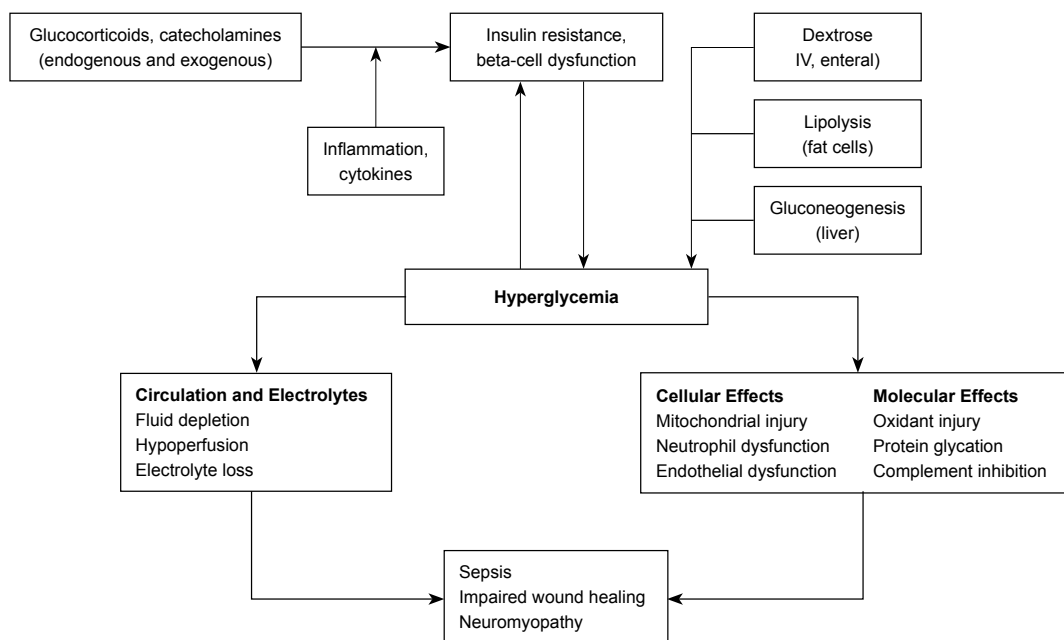 Glucocorticoids, catecholamines
(endogenous and exogenous)
Insulin resistance,
beta-cell dysfunction
Dextrose
IV, enteral)
Inflammation,
cytokines
Lipolysis
(fat cells)
Gluconeogenesis
(liver)
Hyperglycemia
Circulation and Electrolytes
Fluid depletion
Hypoperfusion
Electrolyte loss
Cellular Effects
Mitochondrial injury
Neutrophil dysfunction
Endothelial dysfunction
Molecular Effects
Oxidant injury
Protein glycation
Complement inhibition
Sepsis
Impaired wound healing
Neuromyopathy